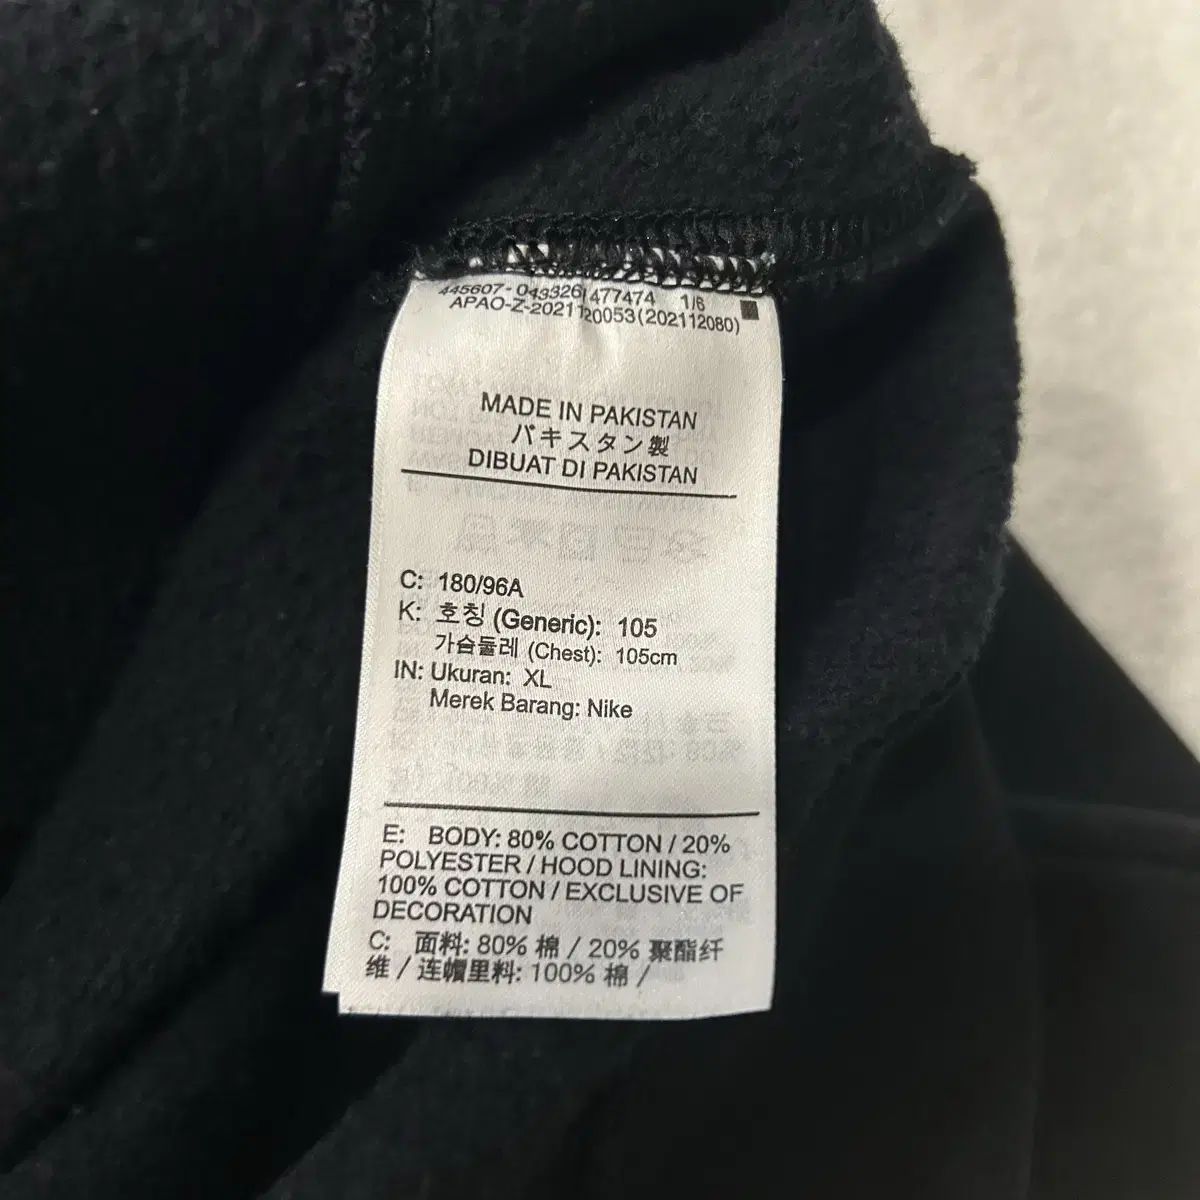 445607-043326 477474 1/6
APAO-Z-2021120053(202112080)
MADE IN PAKISTAN
パキスタン製
DIBUAT DI PAKISTAN
C: 180/96A
K: 호칭 (Generic): 105
가슴둘레 (Chest): 105cm
IN: Ukuran: XL
Merek Barang: Nike
E: BODY: 80% COTTON / 20%
POLYESTER / HOOD LINING:
100% COTTON / EXCLUSIVE OF
DECORATION
C: 面料: 80% 棉 / 20% 聚酯纤
维 / 连帽里料: 100% 棉 /